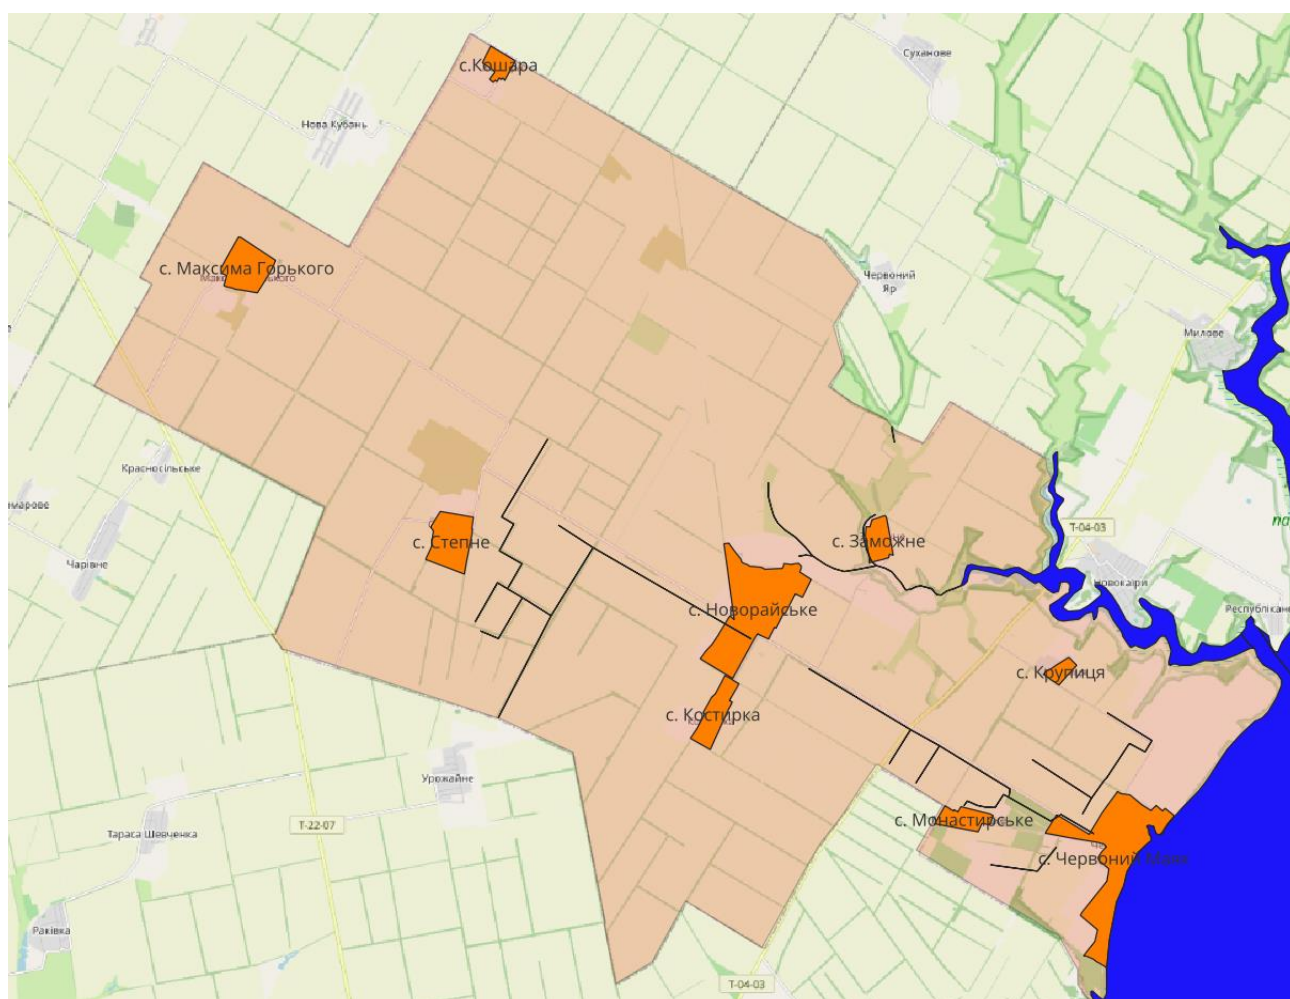 Суханове
с.Кошара
Нова Кубань
с. Максима Горького
Червоний
Яр
Милове
Красносільське
Т-04-03
с. Степне
с. Заможне
Чарівне
Новокаїри
с. Новорайське
с. Крупиця
с. Костирка
Урожайне
Т-22-07
Тараса Шевченка
с. Монастирське
с. Червоний Маяк
Раківка
Т-04-03